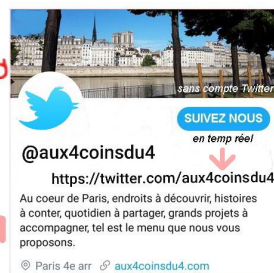 sans compte Twitter
SUIVEZ NOUS
en temp réel
@aux4coinsdu4
https://twitter.com/aux4coinsdu4
Au coeur de Paris, endroits à découvrir, histoires
à conter, quotidien à partager, grands projets à
accompagner, tel est le menu que nous vous
proposons.
Paris 4e arr aux4coinsdu4.com